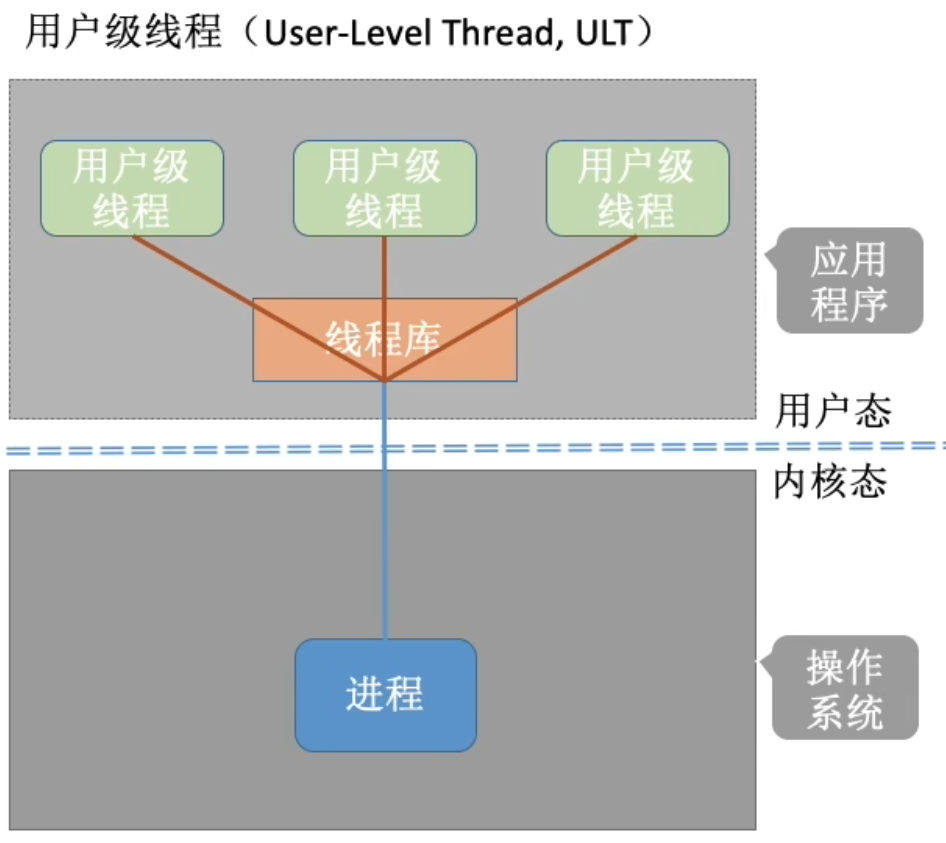 用户级线程（User-Level Thread, ULT）
用户级
线程
用户级
线程
用户级
线程
应用
程序
线程库
用户态
内核态
进程
操作
系统